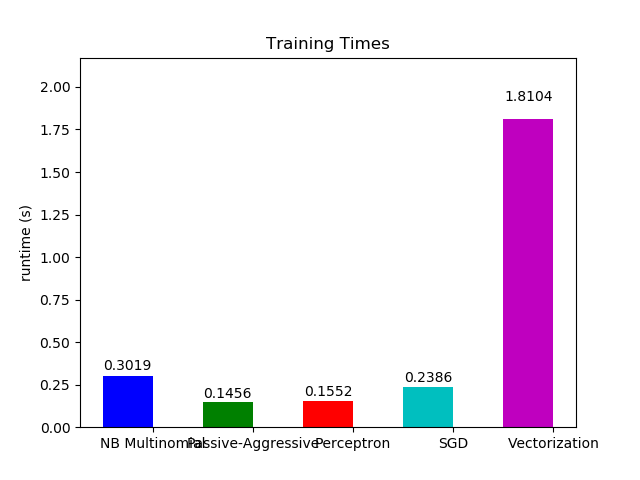 Training Times
runtime (s)
2.00
1.75
1.50
1.25
1.00
0.75
0.50
0.25
0.00
0.3019
0.1456
0.1552
0.2386
1.8104
NB Multinomial
Passive-Aggressive
Perceptron
SGD
Vectorization